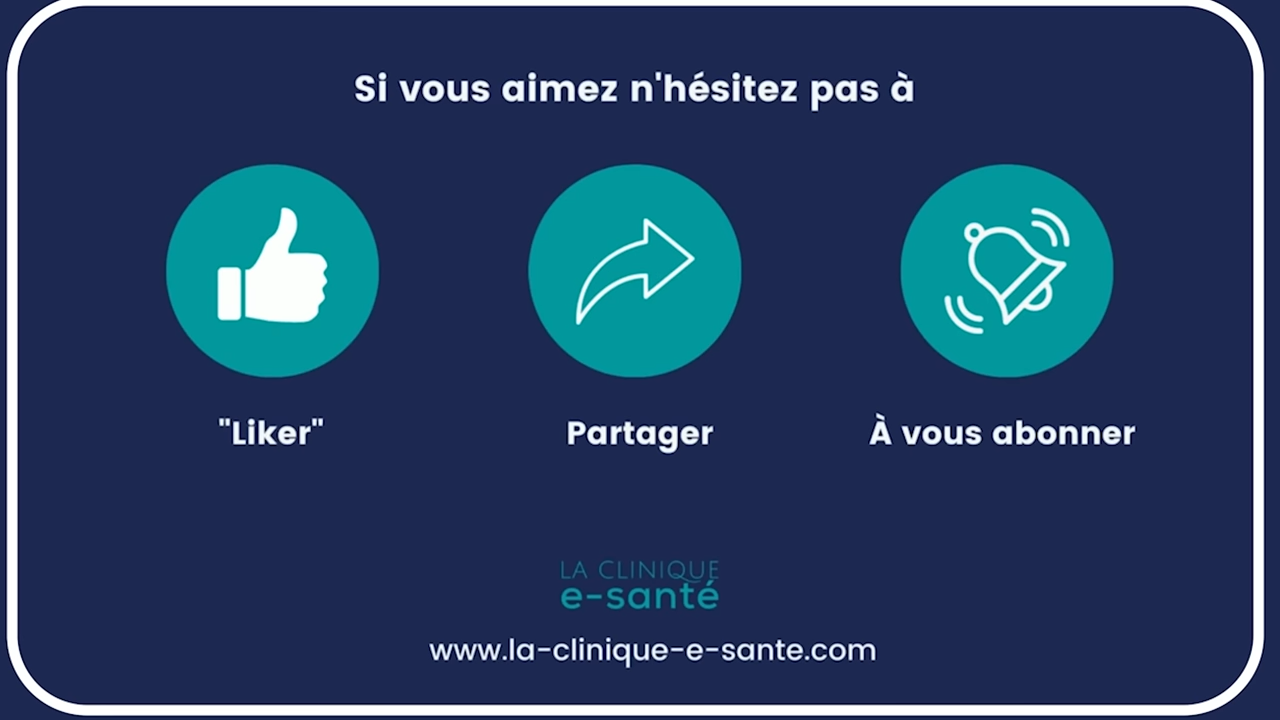 Si vous aimez n'hésitez pas à
"Liker"
Partager
À vous abonner
LA CLINIQUE
e-santé
www.la-clinique-e-sante.com